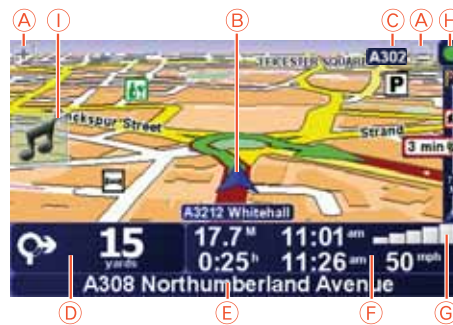 A I B C A H
LEICESTER SQUARE A302
P
ckspur Street
Strand
3 min
A3212 Whitehall
15 yards
17.7 M 11:01 am
0:25 h 11:26 am 50 mph
A308 Northumberland Avenue
D E F G